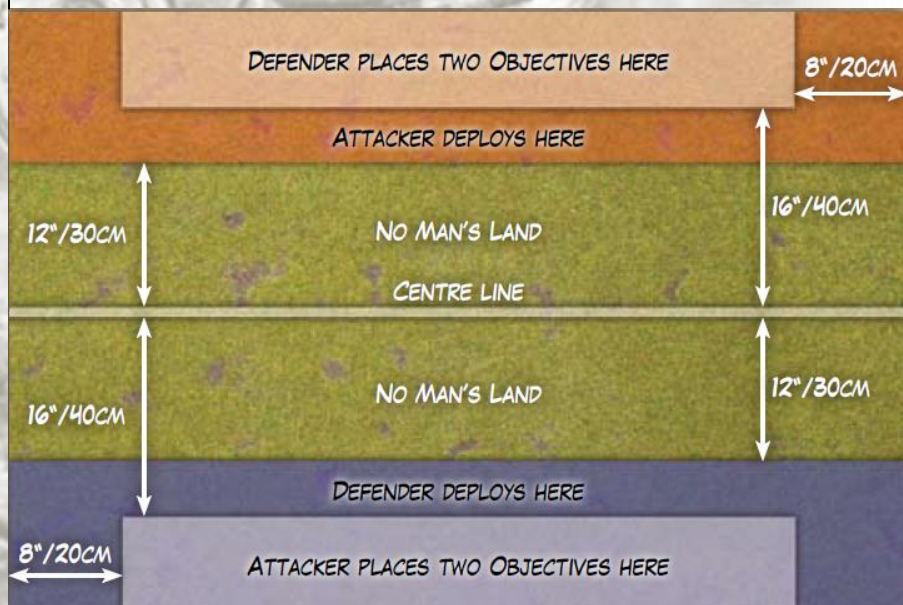 DEFENDER PLACES TWO OBJECTIVES HERE
8"/20CM
ATTACKER DEPLOYS HERE
12"/30CM
NO MAN'S LAND
16"/40CM
CENTRE LINE
16"/40CM
NO MAN'S LAND
12"/30CM
DEFENDER DEPLOYS HERE
8"/20CM
ATTACKER PLACES TWO OBJECTIVES HERE